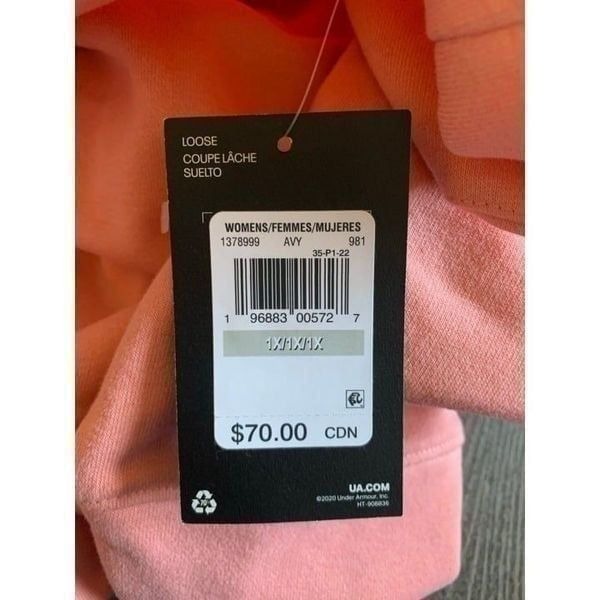 LOOSE
COUPE LÂCHE
SUELTO
WOMENS/FEMMES/MUJERES
1378999 AVY 981
35-P1-22
1 96883 00572 7
1X/1X/1X
$70.00 CDN
UA.COM
©2020 Under Armour, Inc.
HT-908836